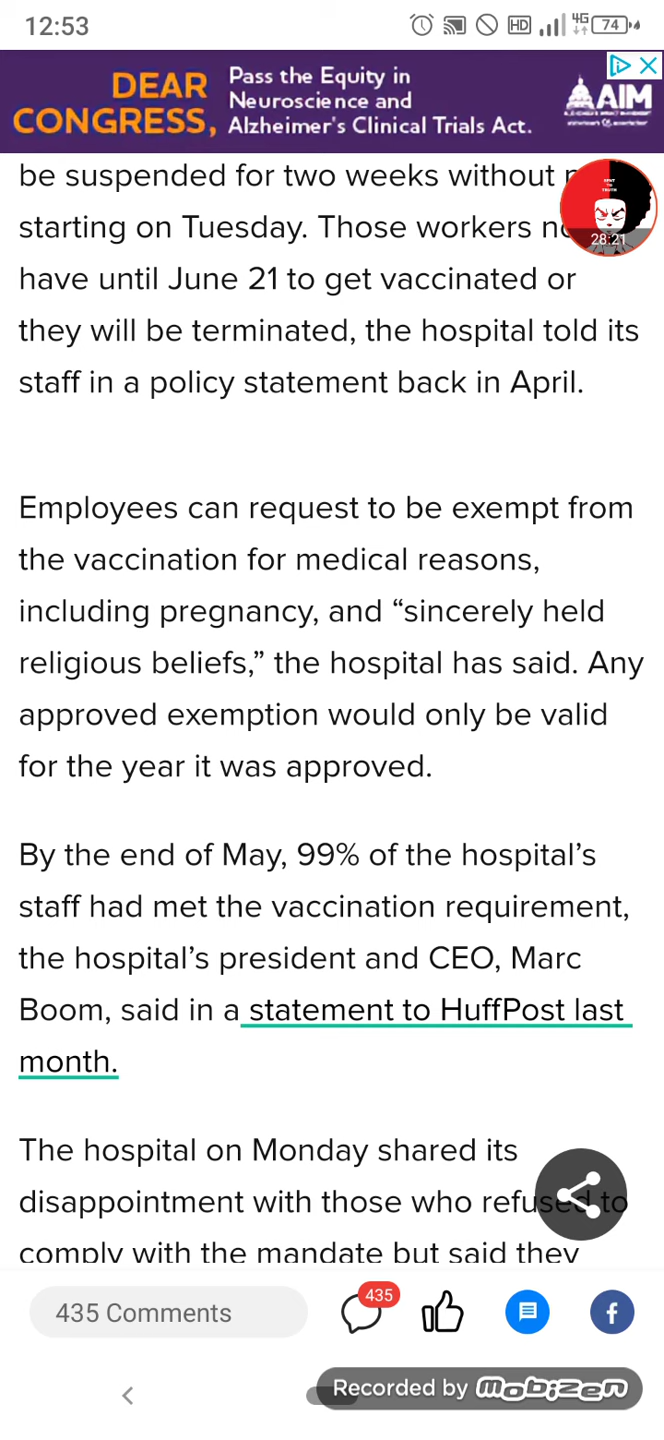 12:53
HD
4G
74
DEAR CONGRESS,
Pass the Equity in
Neuroscience and
Alzheimer's Clinical Trials Act.
AIM
be suspended for two weeks without
starting on Tuesday. Those workers
28:21
have until June 21 to get vaccinated or
they will be terminated, the hospital told its
staff in a policy statement back in April.
Employees can request to be exempt from
the vaccination for medical reasons,
including pregnancy, and “sincerely held
religious beliefs,” the hospital has said. Any
approved exemption would only be valid
for the year it was approved.
By the end of May, 99% of the hospital’s
staff had met the vaccination requirement,
the hospital’s president and CEO, Marc
Boom, said in a statement to HuffPost last
month.
The hospital on Monday shared its
disappointment with those who refused to
comply with the mandate but said they
435 Comments
435
f
Recorded by mobizen